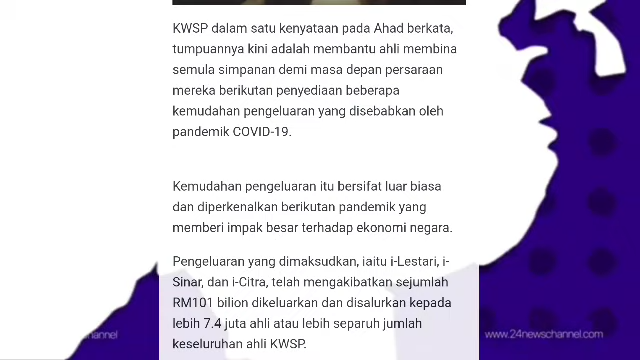 KWSP dalam satu kenyataan pada Ahad berkata,
tumpuannya kini adalah membantu ahli membina
semula simpanan demi masa depan persaraan
mereka berikutan penyediaan beberapa
kemudahan pengeluaran yang disebabkan oleh
pandemik COVID-19.
Kemudahan pengeluaran itu bersifat luar biasa
dan diperkenalkan berikutan pandemik yang
memberi impak besar terhadap ekonomi negara.
Pengeluaran yang dimaksudkan, iaitu i-Lestari, i-
Sinar, dan i-Citra, telah mengakibatkan sejumlah
RM101 bilion dikeluarkan dan disalurkan kepada
lebih 7.4 juta ahli atau lebih separuh jumlah
keseluruhan ahli KWSP.
www.24newschannel.com